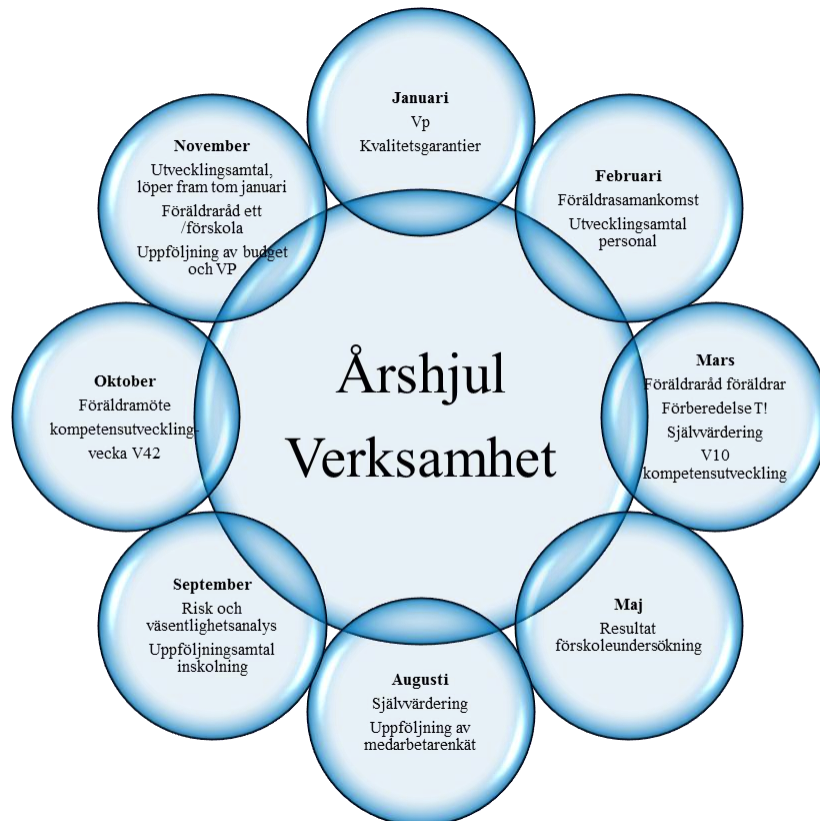 Årshjul
Verksamhet
Januari
Vp
Kvalitetsgarantier
Februari
Föräldrasamankomst
Utvecklingsamtal
personal
Mars
Föräldraråd föräldrar
Förberedelse T!
Självvärdering
V10
kompetensutveckling
Maj
Resultat
förskoleundersökning
Augusti
Självvärdering
Uppföljning av
medarbetarenkät
September
Risk och
väsentlighetsanalys
Uppföljningsamtal
inskolning
Oktober
Föräldramöte
kompetensutveckling-
vecka V42
November
Utvecklingsamtal,
löper fram tom januari
Föräldraråd ett
/förskola
Uppföljning av budget
och VP